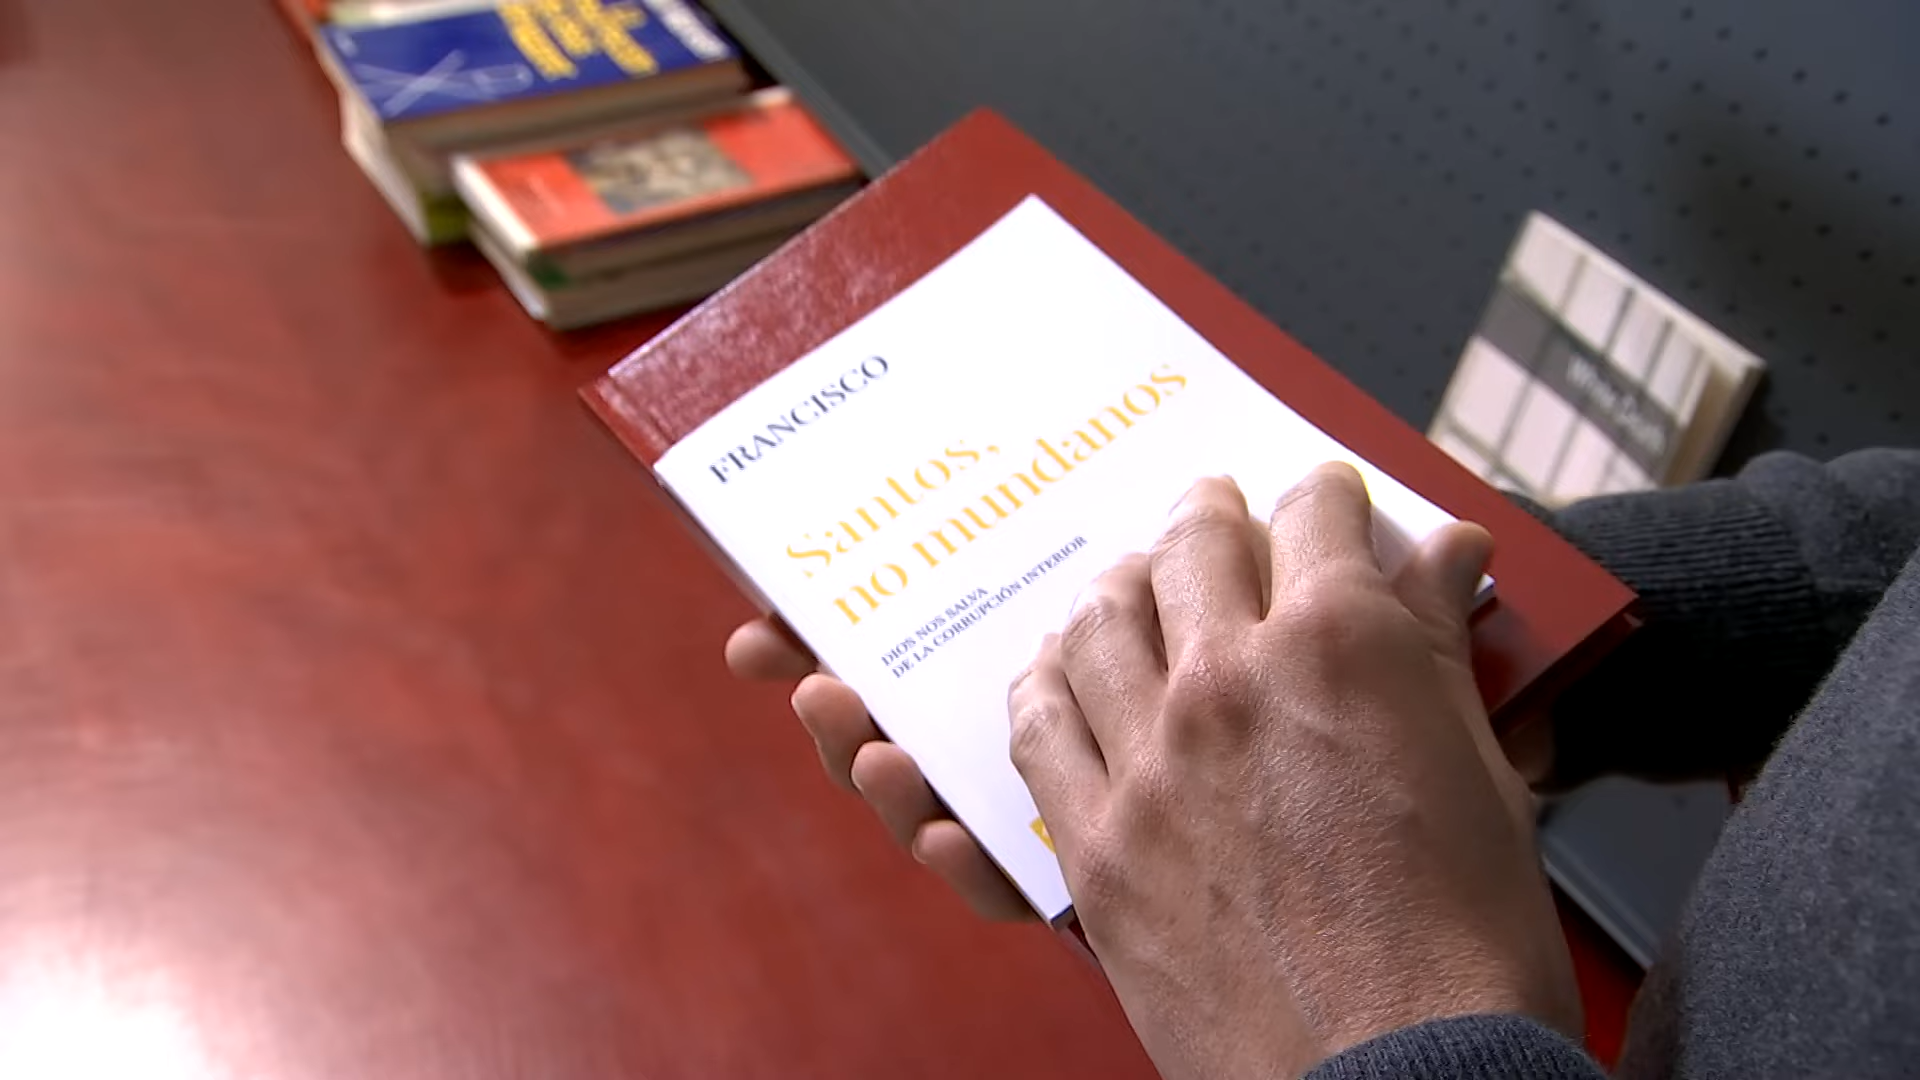 FRANCISCO
Santos,
no mundanos
DIOS NOS SALVA
DE LA CORRUPCIÓN INTERIOR